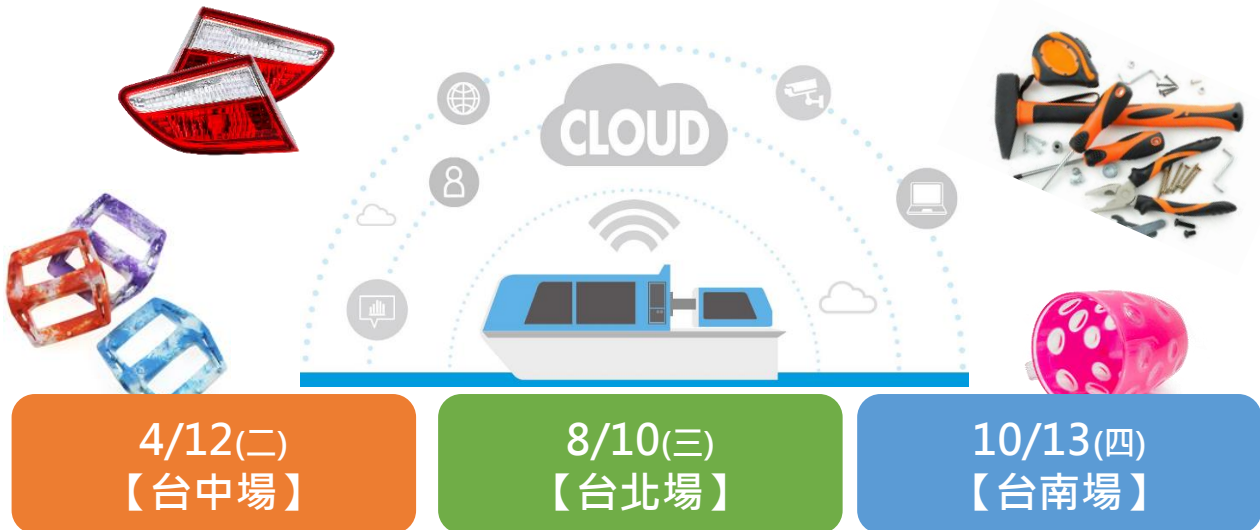 CLOUD
4/12(二)
【台中場】
8/10(三)
【台北場】
10/13(四)
【台南場】